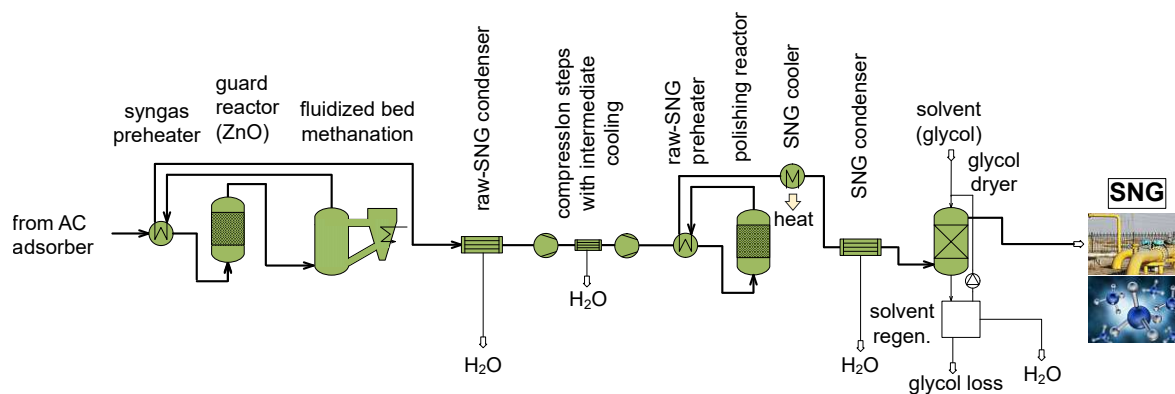 from AC
adsorber
syngas
preheater
guard
reactor
(ZnO)
fluidized bed
methanation
raw-SNG condenser
H₂O
compression steps
with intermediate
cooling
H₂O
raw-SNG
preheater
polishing reactor
SNG cooler
heat
SNG condenser
H₂O
solvent
(glycol)
glycol
dryer
solvent
regen.
glycol loss
H₂O
SNG